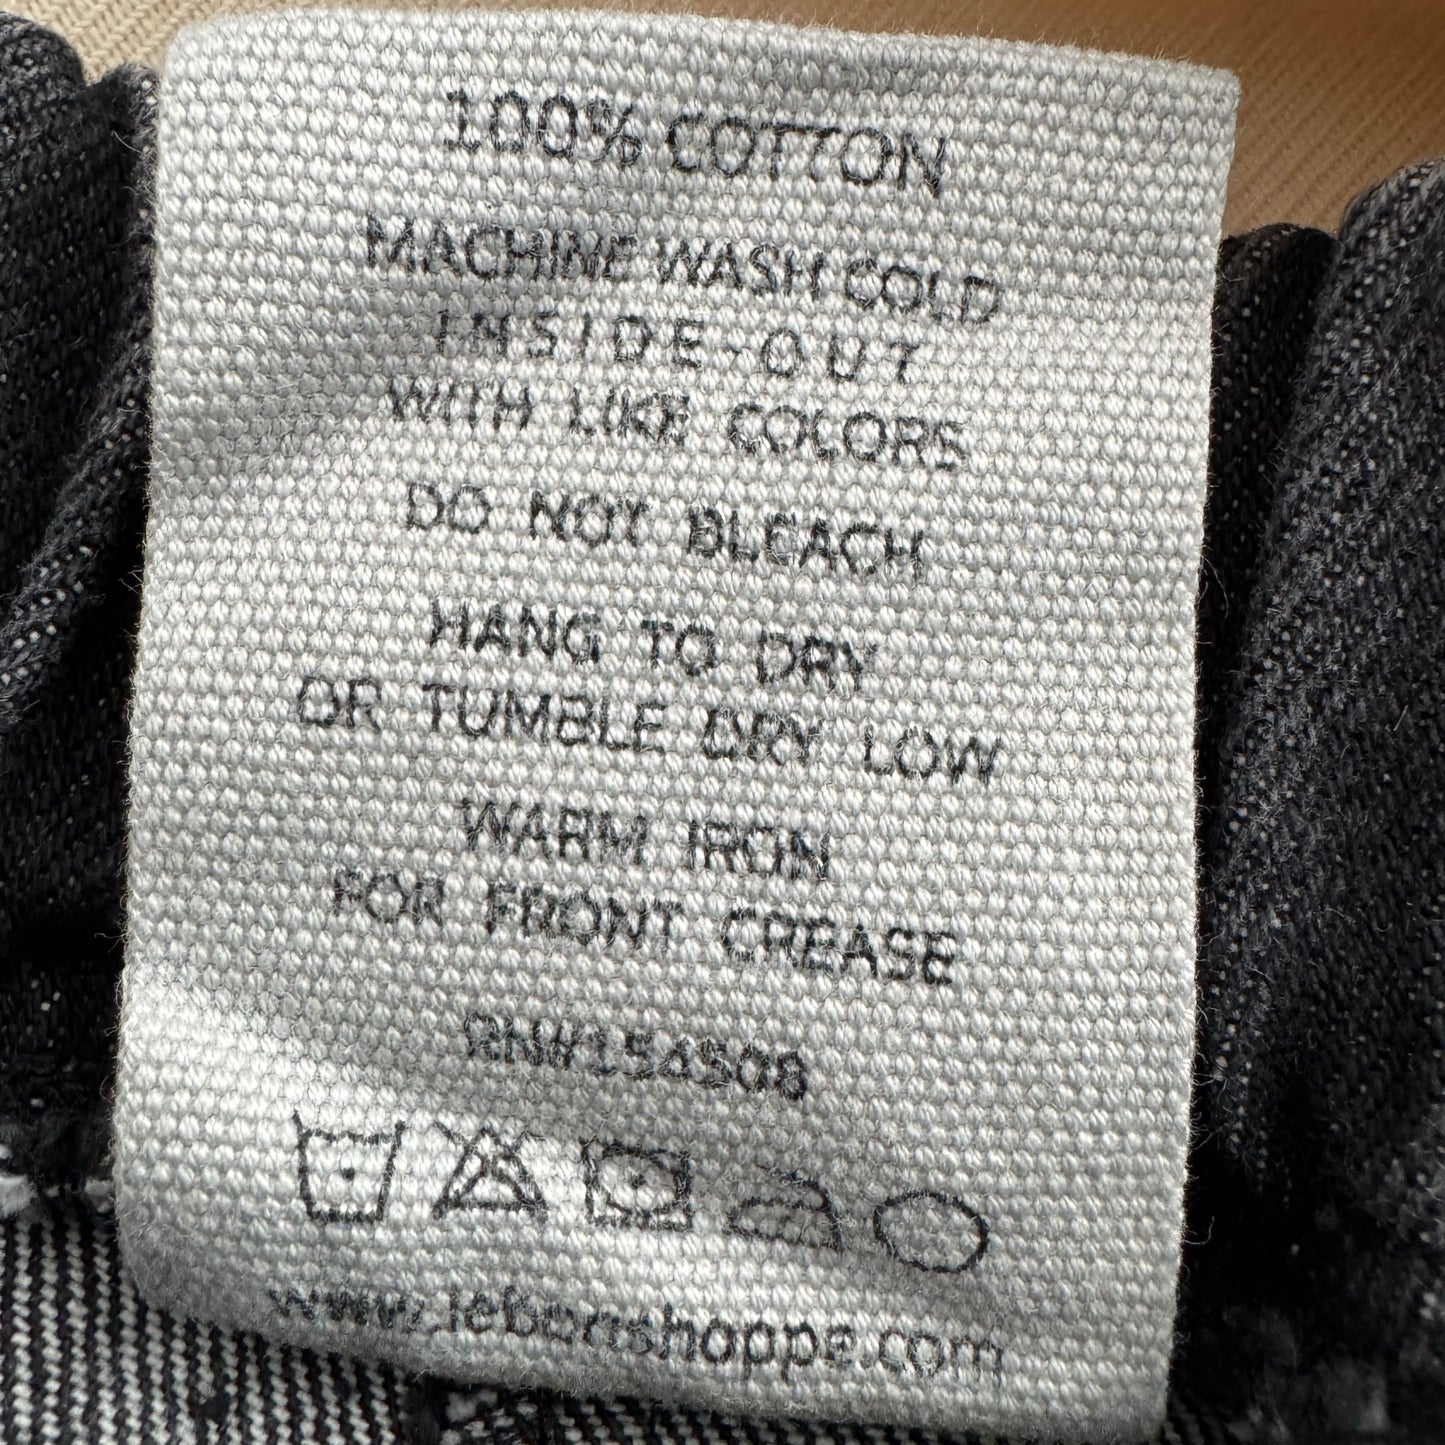 100% COTTON
MACHINE WASH COLD
INSIDE-OUT
WITH LIKE COLORS
DO NOT BLEACH
HANG TO DRY
OR TUMBLE DRY LOW
WARM IRON
FOR FRONT CREASE
RN#154508
www.lebonshoppe.com